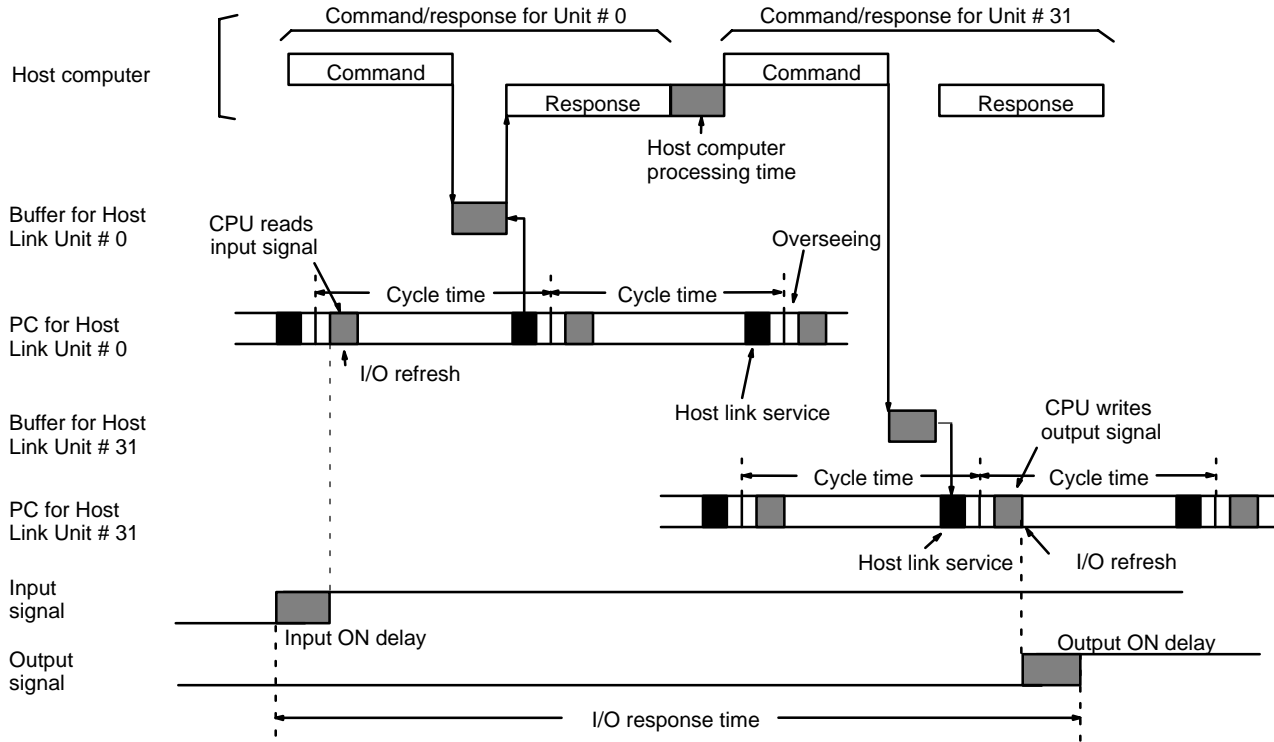 Command/response for Unit # 0
Command/response for Unit # 31
Host computer
Command
Command
Response
Response
Host computer
processing time
Buffer for Host
Link Unit # 0
CPU reads
input signal
Overseeing
Cycle time
Cycle time
PC for Host
Link Unit # 0
I/O refresh
Host link service
Buffer for Host
Link Unit # 31
CPU writes
output signal
Cycle time
Cycle time
PC for Host
Link Unit # 31
Host link service
I/O refresh
Input
signal
Input ON delay
Output ON delay
Output
signal
I/O response time